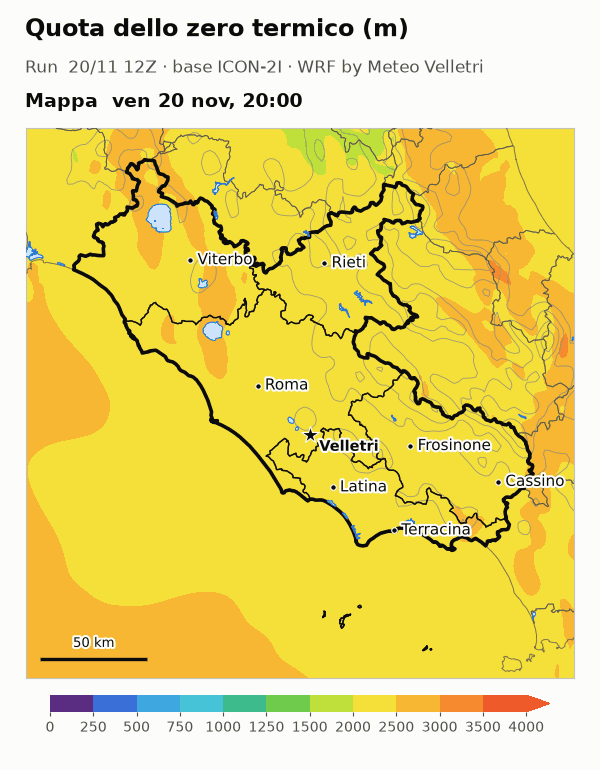 Quota dello zero termico (m)
Run  20/11 12Z · base ICON-2I · WRF by Meteo Velletri
Mappa  ven 20 nov, 20:00
Viterbo
Rieti
Roma
Velletri
Frosinone
Cassino
Latina
Terracina
50 km
0 250 500 750 1000 1250 1500 2000 2500 3000 3500 4000